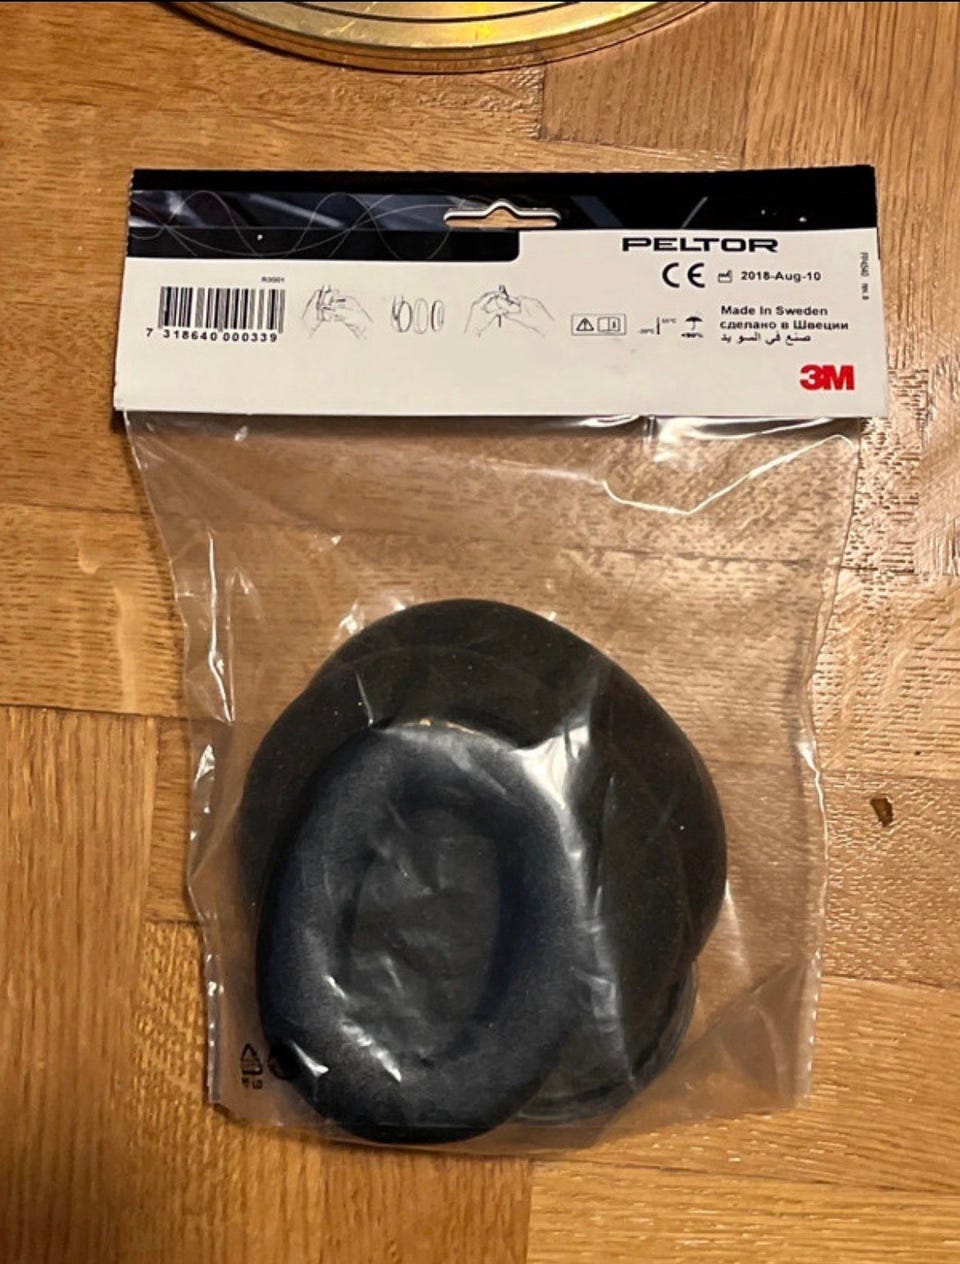 PELTOR
CE 2018-Aug-10
7 318640 000339
Made In Sweden
сделано в Швеции
صنع في السويد
3M